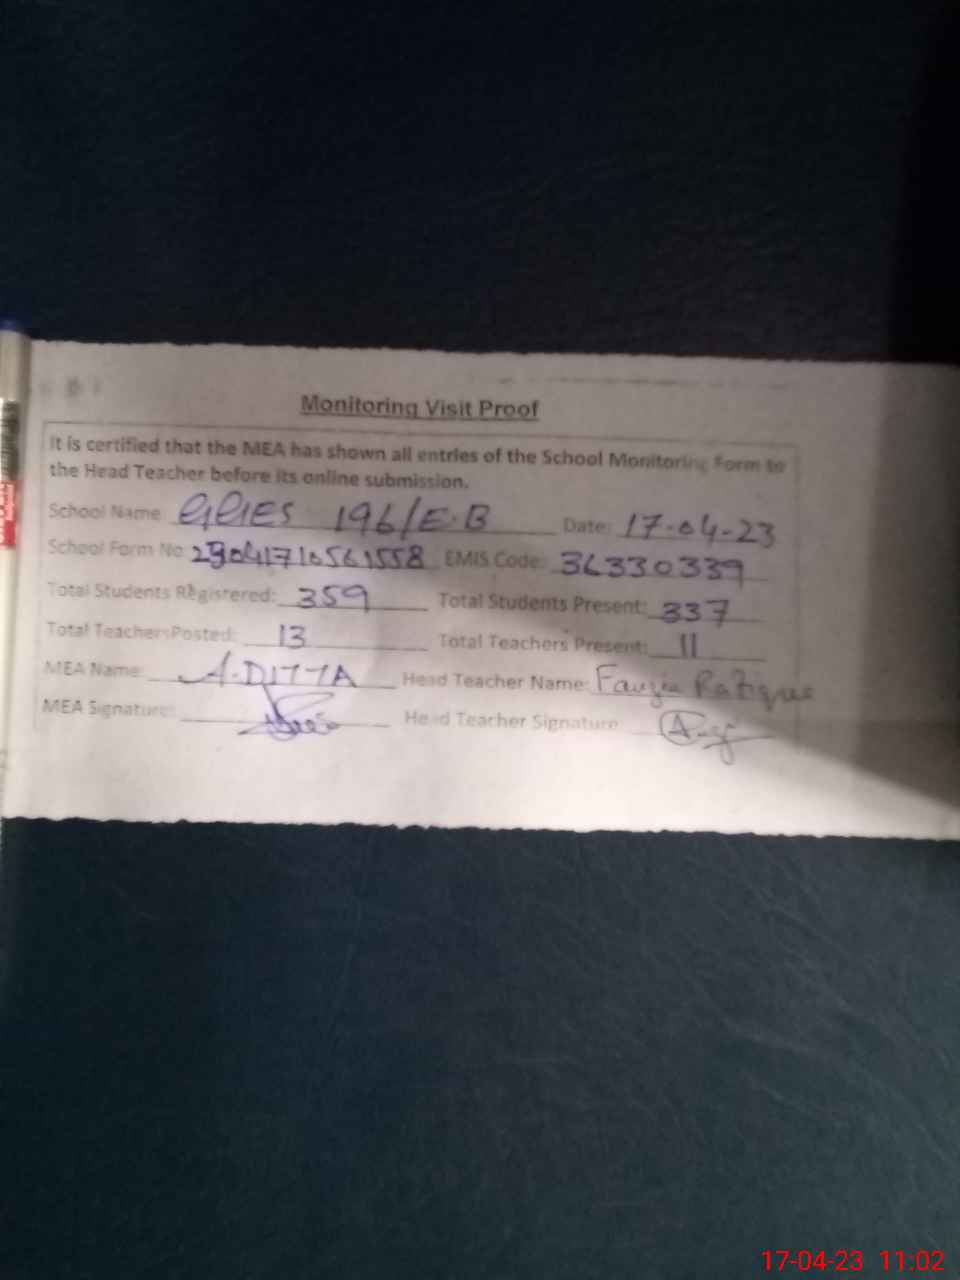 Monitoring Visit Proof
It is certified that the MEA has shown all entries of the School Monitoring Form to
the Head Teacher before its online submission.
School Name: GGES 196/E.B Date: 17-04-23
School Form No: EMIS Code: 36330339
Total Students Registered: 359 Total Students Present: 337
Total Teachers Posted: 13 Total Teachers Present: 11
MEA Name: A.DITTA Head Teacher Name: Fauzia Rafique
MEA Signature: Head Teacher Signature
17-04-23 11:02